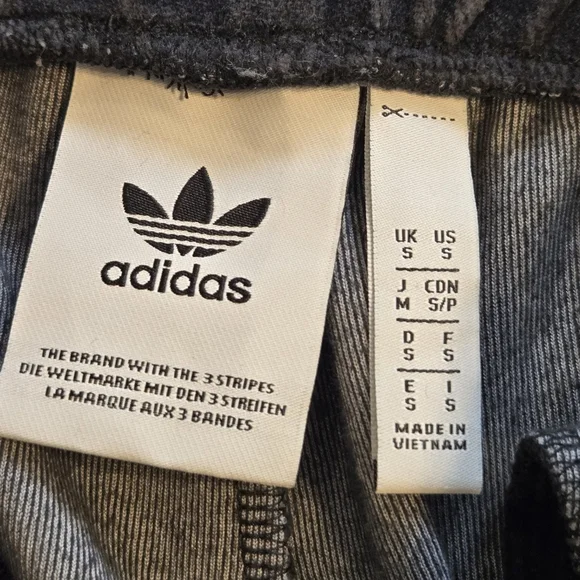 adidas
THE BRAND WITH THE 3 STRIPES
DIE WELTMARKE MIT DEN 3 STREIFEN
LA MARQUE AUX 3 BANDES
UK US
S S
J CDN
M S/P
D F
S S
E I
S S
MADE IN
VIETNAM